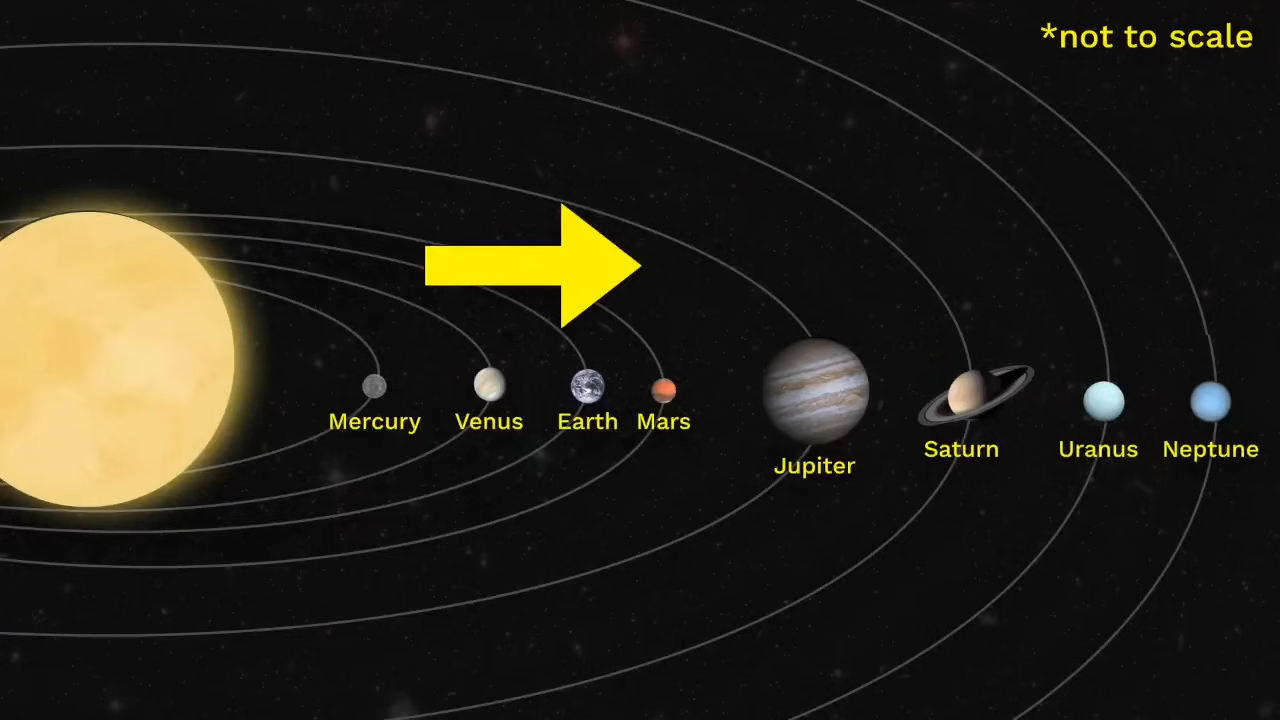 *not to scale
Mercury
Venus
Earth
Mars
Jupiter
Saturn
Uranus
Neptune